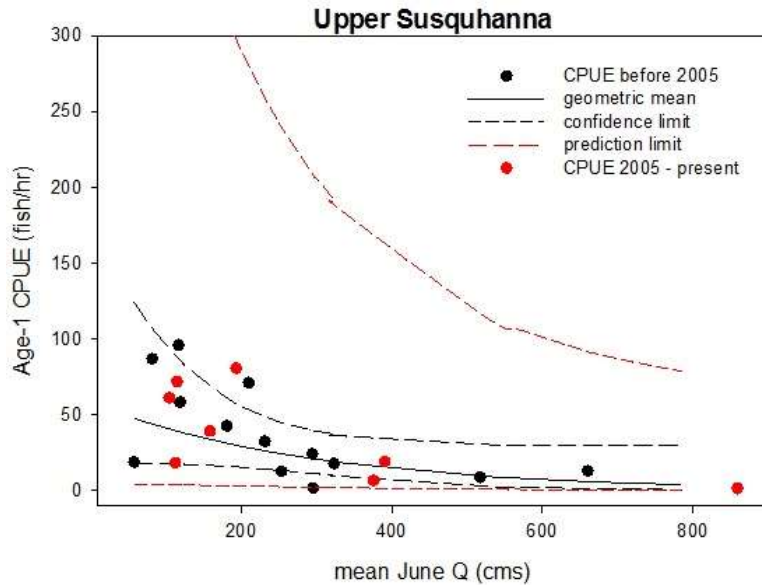 Upper Susquhanna
300
250
200
150
100
50
0
Age-1 CPUE (fish/hr)
CPUE before 2005
geometric mean
confidence limit
prediction limit
CPUE 2005 - present
200 400 600 800
mean June Q (cms)